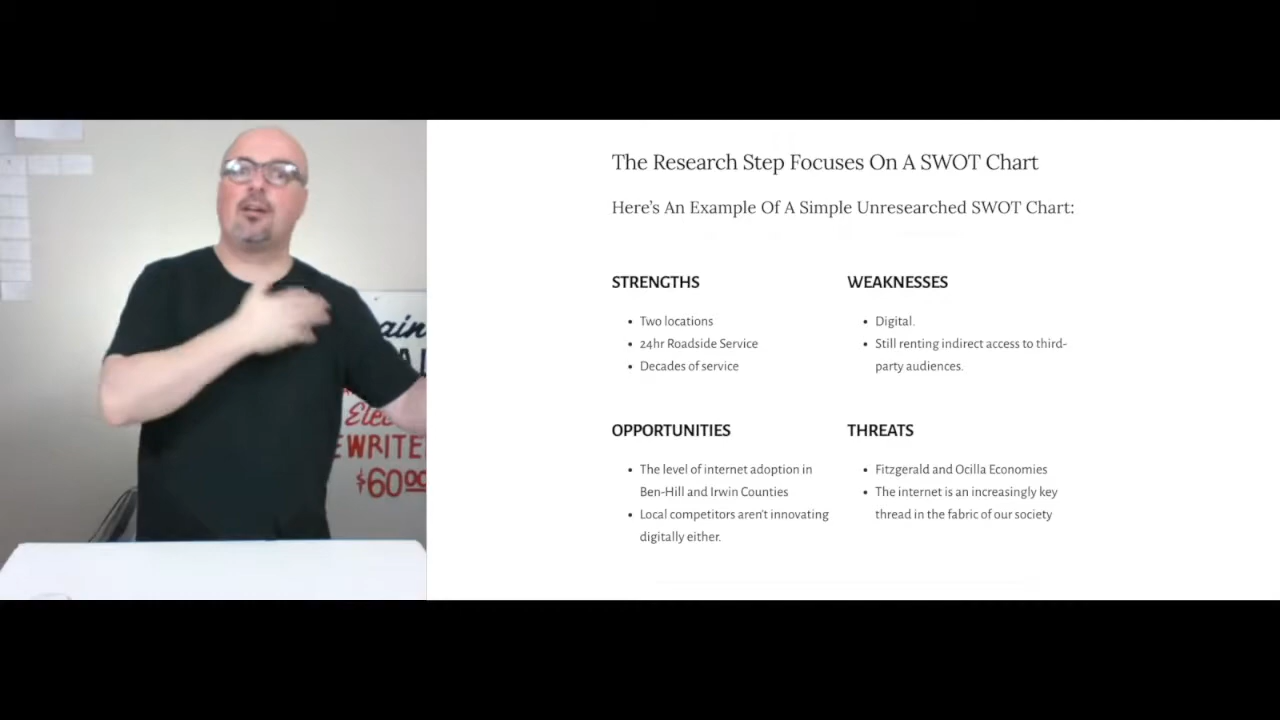 The Research Step Focuses On A SWOT Chart
Here's An Example Of A Simple Unresearched SWOT Chart:
STRENGTHS
• Two locations
• 24hr Roadside Service
• Decades of service
WEAKNESSES
• Digital.
• Still renting indirect access to third-
party audiences.
OPPORTUNITIES
• The level of internet adoption in
Ben-Hill and Irwin Counties
• Local competitors aren't innovating
digitally either.
THREATS
• Fitzgerald and Ocilla Economies
• The internet is an increasingly key
thread in the fabric of our society
$60.00